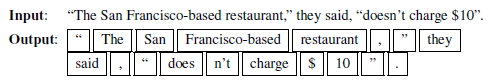 Input: “The San Francisco-based restaurant,” they said, “doesn’t charge $10”.
Output: “ The San Francisco-based restaurant , ” they
said , “ does n’t charge $ 10 ” .